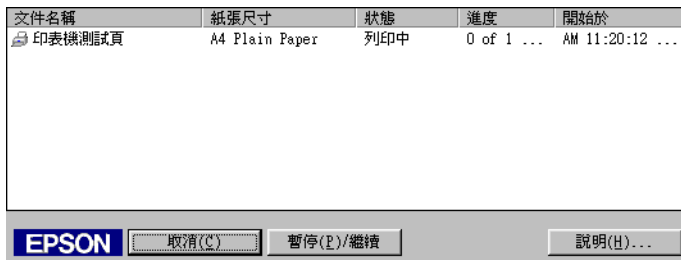 文件名稱 紙張尺寸 狀態 進度 開始於
印表機測試頁 A4 Plain Paper 列印中 0 of 1 ... AM 11:20:12 ...
EPSON 取消(C) 暫停(P)/繼續 說明(H)...